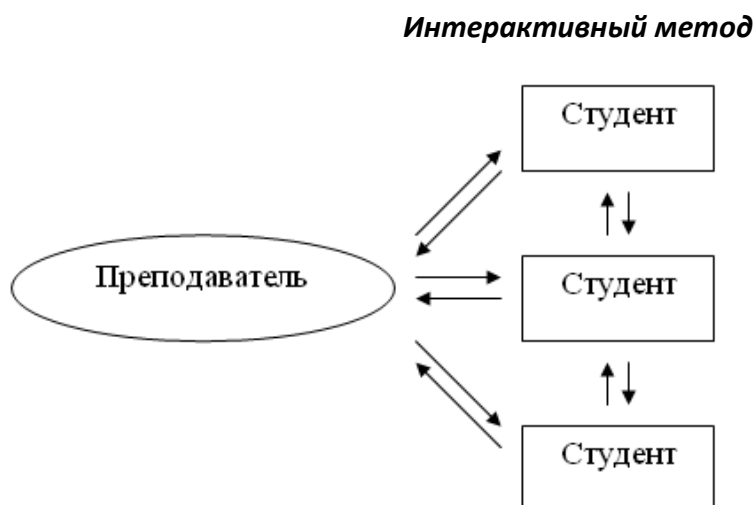 Интерактивный метод
Студент
Преподаватель
Студент
Студент